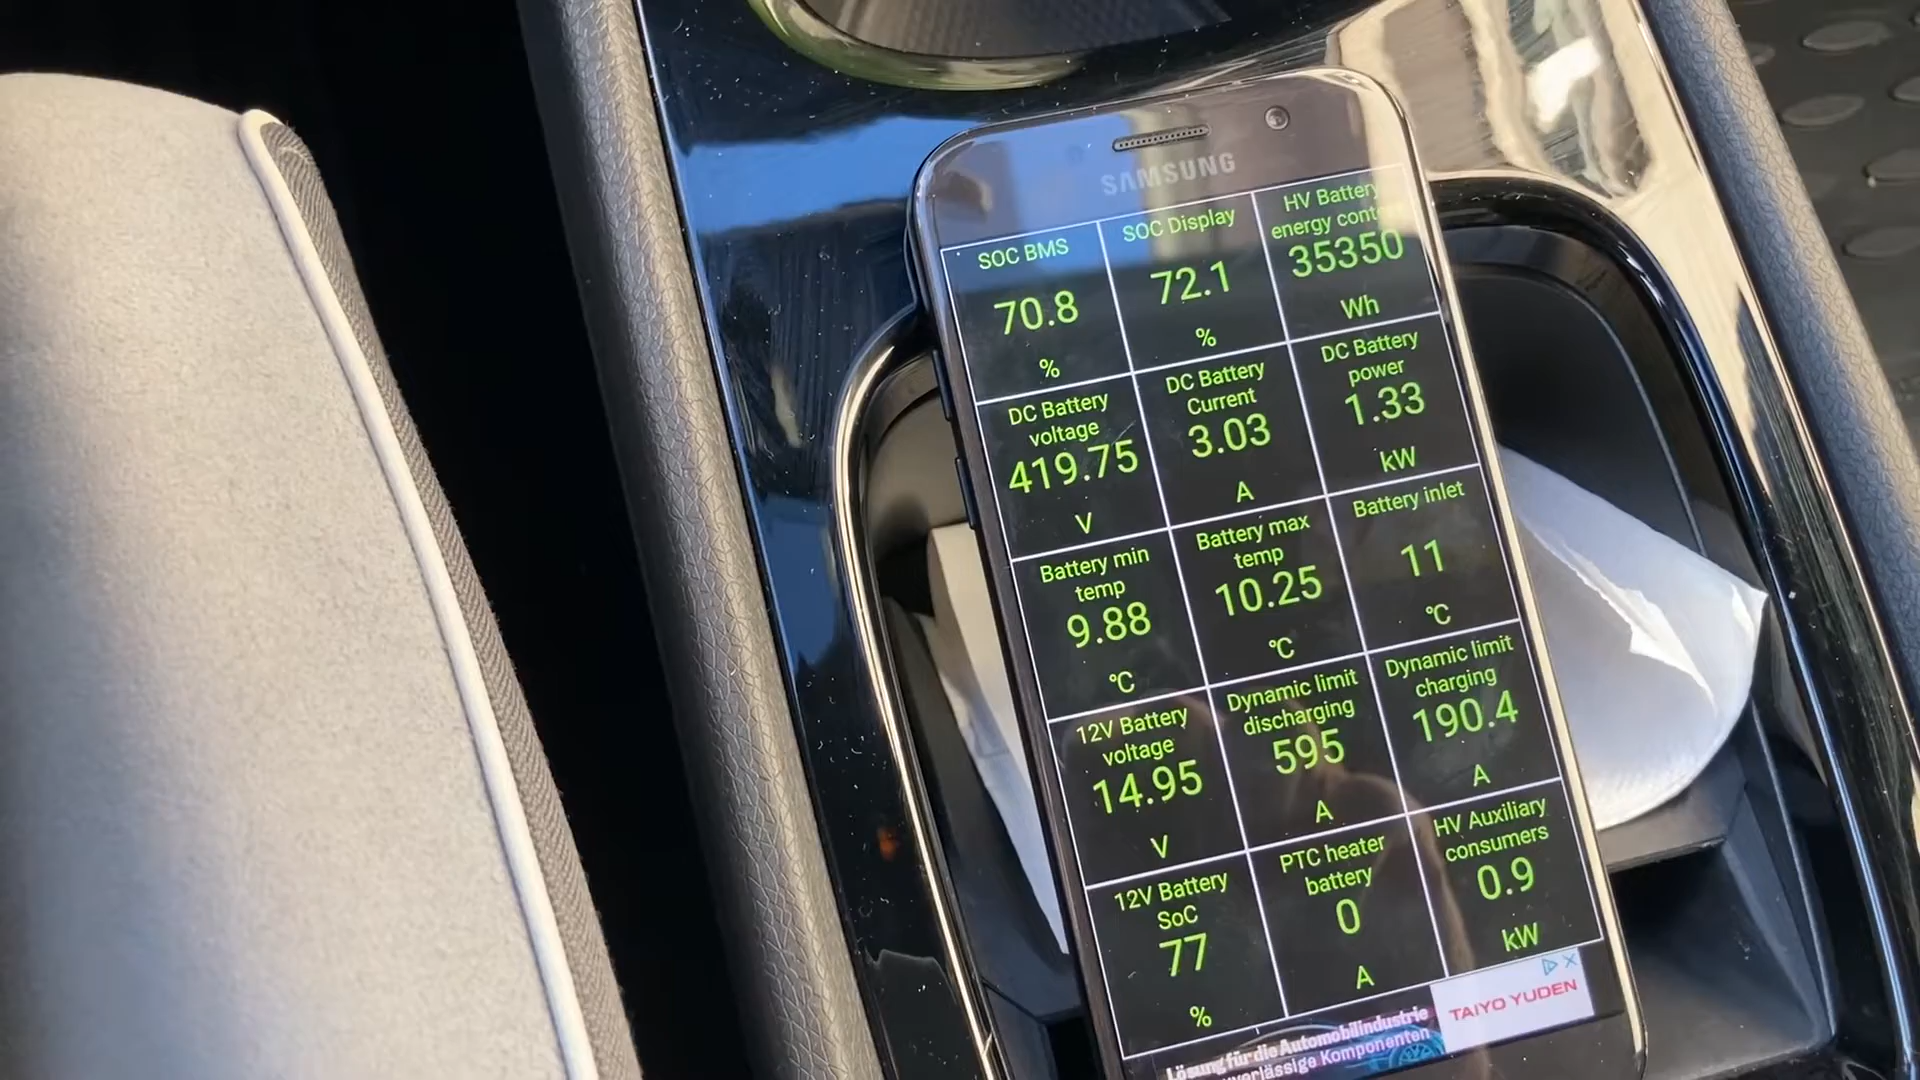 SAMSUNG
SOC BMS
70.8
%
SOC Display
72.1
%
HV Battery
energy
35350
Wh
DC Battery
voltage
419.75
V
DC Battery
Current
3.03
A
DC Battery
power
1.33
kW
Battery min
temp
9.88
°C
Battery max
temp
10.25
°C
Battery inlet
11
°C
12V Battery
voltage
14.95
V
Dynamic limit
discharging
595
A
Dynamic limit
charging
190.4
A
12V Battery
SoC
77
%
PTC heater
battery
0
A
HV Auxiliary
consumers
0.9
kW
Lösung für die Automobilindustrie
Komponenten
TAIYO YUDEN